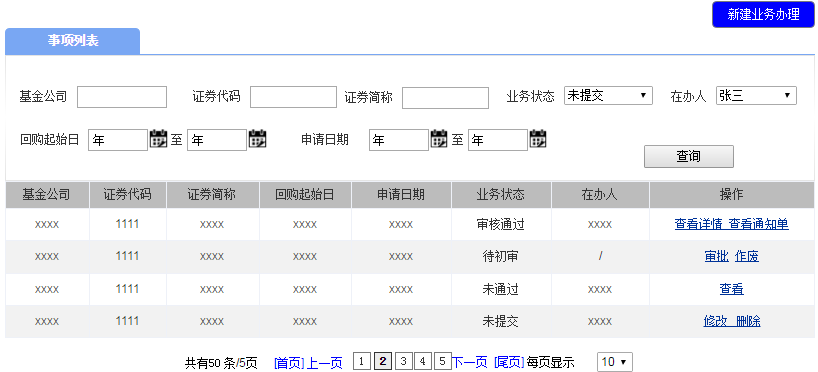 新建业务办理
事项列表
基金公司 证券代码 证券简称 业务状态 未提交 在办人 张三
回购起始日 年 至 年 申请日期 年 至 年
查询
基金公司 证券代码 证券简称 回购起始日 申请日期 业务状态 在办人 操作
xxxx 1111 xxxx xxxx xxxx 审核通过 xxxx 查看详情 查看通知单
xxxx 1111 xxxx xxxx xxxx 待初审 / 审批 作废
xxxx 1111 xxxx xxxx xxxx 未通过 xxxx 查看
xxxx 1111 xxxx xxxx xxxx 未提交 xxxx 修改 删除
共有50 条/5页 [首页] 上一页 1 2 3 4 5 下一页 [尾页] 每页显示 10